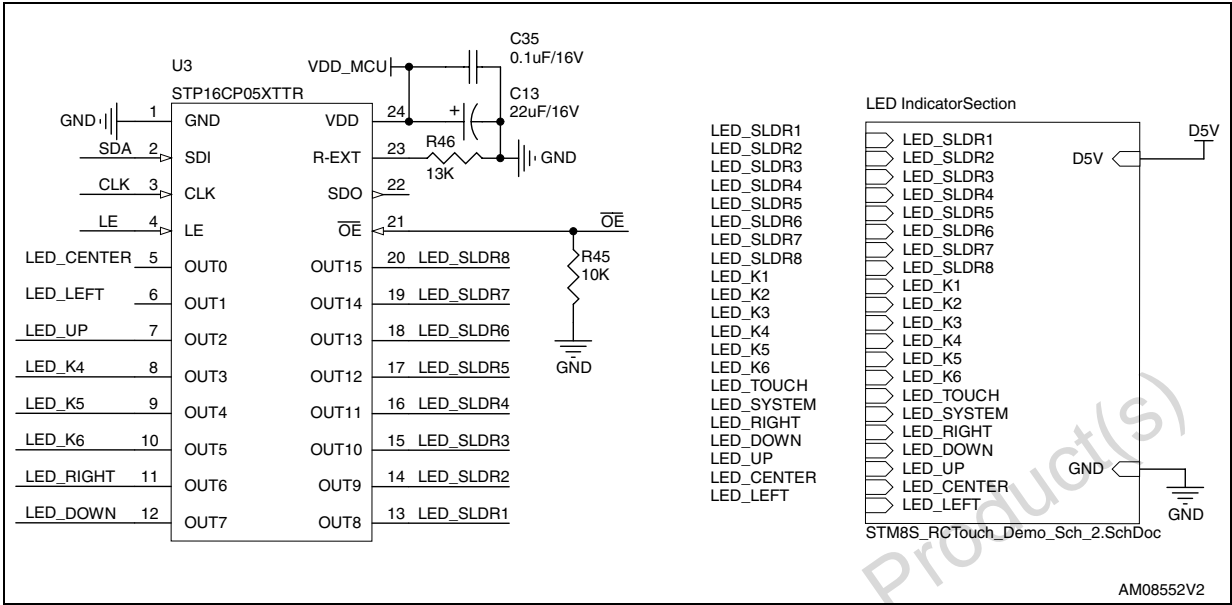 C35
0.1uF/16V
U3
VDD_MCU
STP16CP05XTTR
C13
22uF/16V
+
GND 1 GND VDD 24
SDA 2 SDI R-EXT 23 R46 GND
13K
CLK 3 CLK SDO 22
LE 4 LE OE 21 OE
LED_CENTER 5 OUT0 OUT15 20 LED_SLDR8
R45
10K
LED_LEFT 6 OUT1 OUT14 19 LED_SLDR7
LED_UP 7 OUT2 OUT13 18 LED_SLDR6
GND
LED_K4 8 OUT3 OUT12 17 LED_SLDR5
LED_K5 9 OUT4 OUT11 16 LED_SLDR4
LED_K6 10 OUT5 OUT10 15 LED_SLDR3
LED_RIGHT 11 OUT6 OUT9 14 LED_SLDR2
LED_DOWN 12 OUT7 OUT8 13 LED_SLDR1
LED_SLDR1
LED_SLDR2
LED_SLDR3
LED_SLDR4
LED_SLDR5
LED_SLDR6
LED_SLDR7
LED_SLDR8
LED_K1
LED_K2
LED_K3
LED_K4
LED_K5
LED_K6
LED_TOUCH
LED_SYSTEM
LED_RIGHT
LED_DOWN
LED_UP
LED_CENTER
LED_LEFT
LED IndicatorSection
LED_SLDR1
LED_SLDR2
LED_SLDR3
LED_SLDR4
LED_SLDR5
LED_SLDR6
LED_SLDR7
LED_SLDR8
LED_K1
LED_K2
LED_K3
LED_K4
LED_K5
LED_K6
LED_TOUCH
LED_SYSTEM
LED_RIGHT
LED_DOWN
LED_UP
LED_CENTER
LED_LEFT
D5V
D5V
GND
GND
STM8S_RCTouch_Demo_Sch_2.SchDoc
Product(s)
AM08552V2